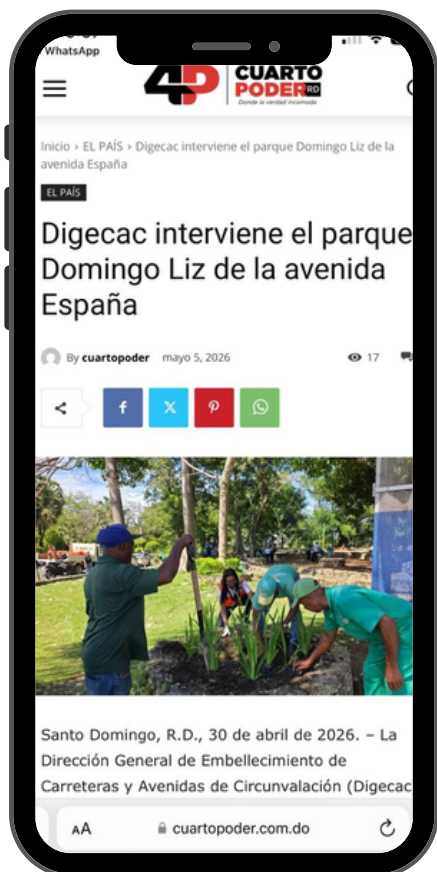 WhatsApp
4P CUARTO
PODER RD
Donde la verdad incomoda
Inicio › EL PAÍS › Digecac interviene el parque Domingo Liz de la
avenida España
EL PAÍS
Digecac interviene el parque
Domingo Liz de la avenida
España
By cuartopoder mayo 5, 2026 17
Santo Domingo, R.D., 30 de abril de 2026. – La
Dirección General de Embellecimiento de
Carreteras y Avenidas de Circunvalación (Digecac
AA cuartopoder.com.do